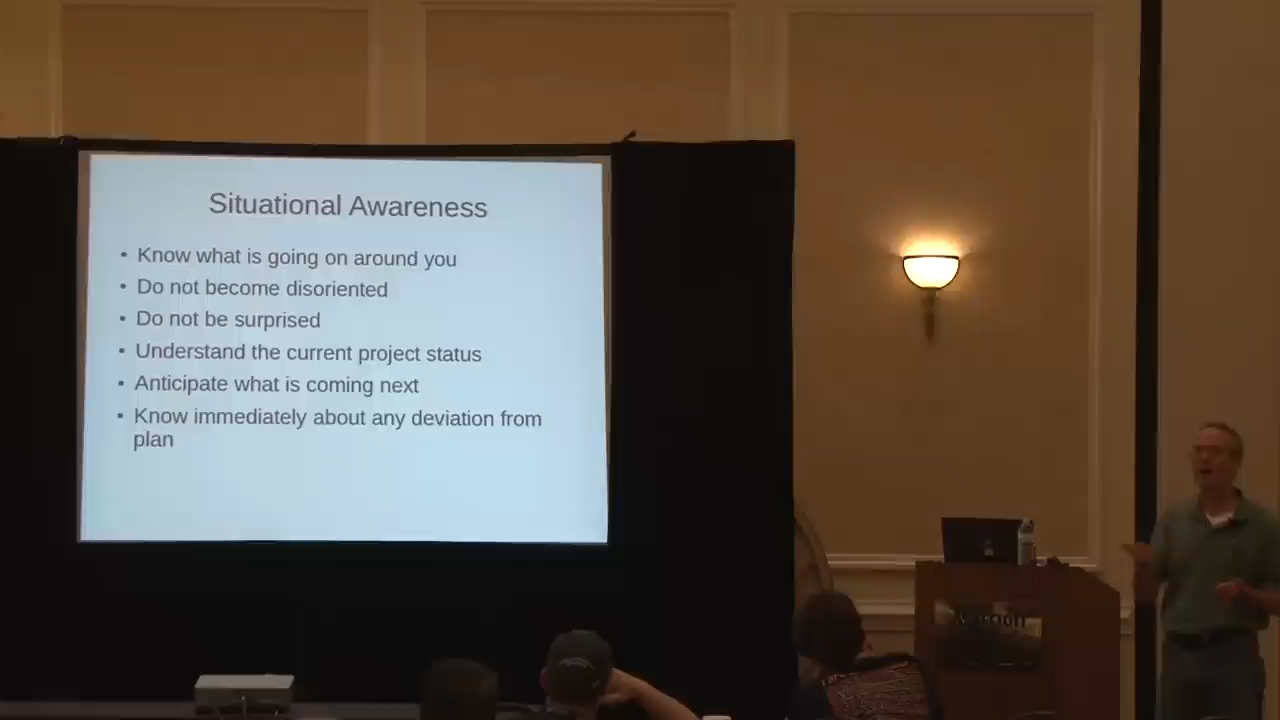 Situational Awareness
• Know what is going on around you
• Do not become disoriented
• Do not be surprised
• Understand the current project status
• Anticipate what is coming next
• Know immediately about any deviation from
plan
Marriott